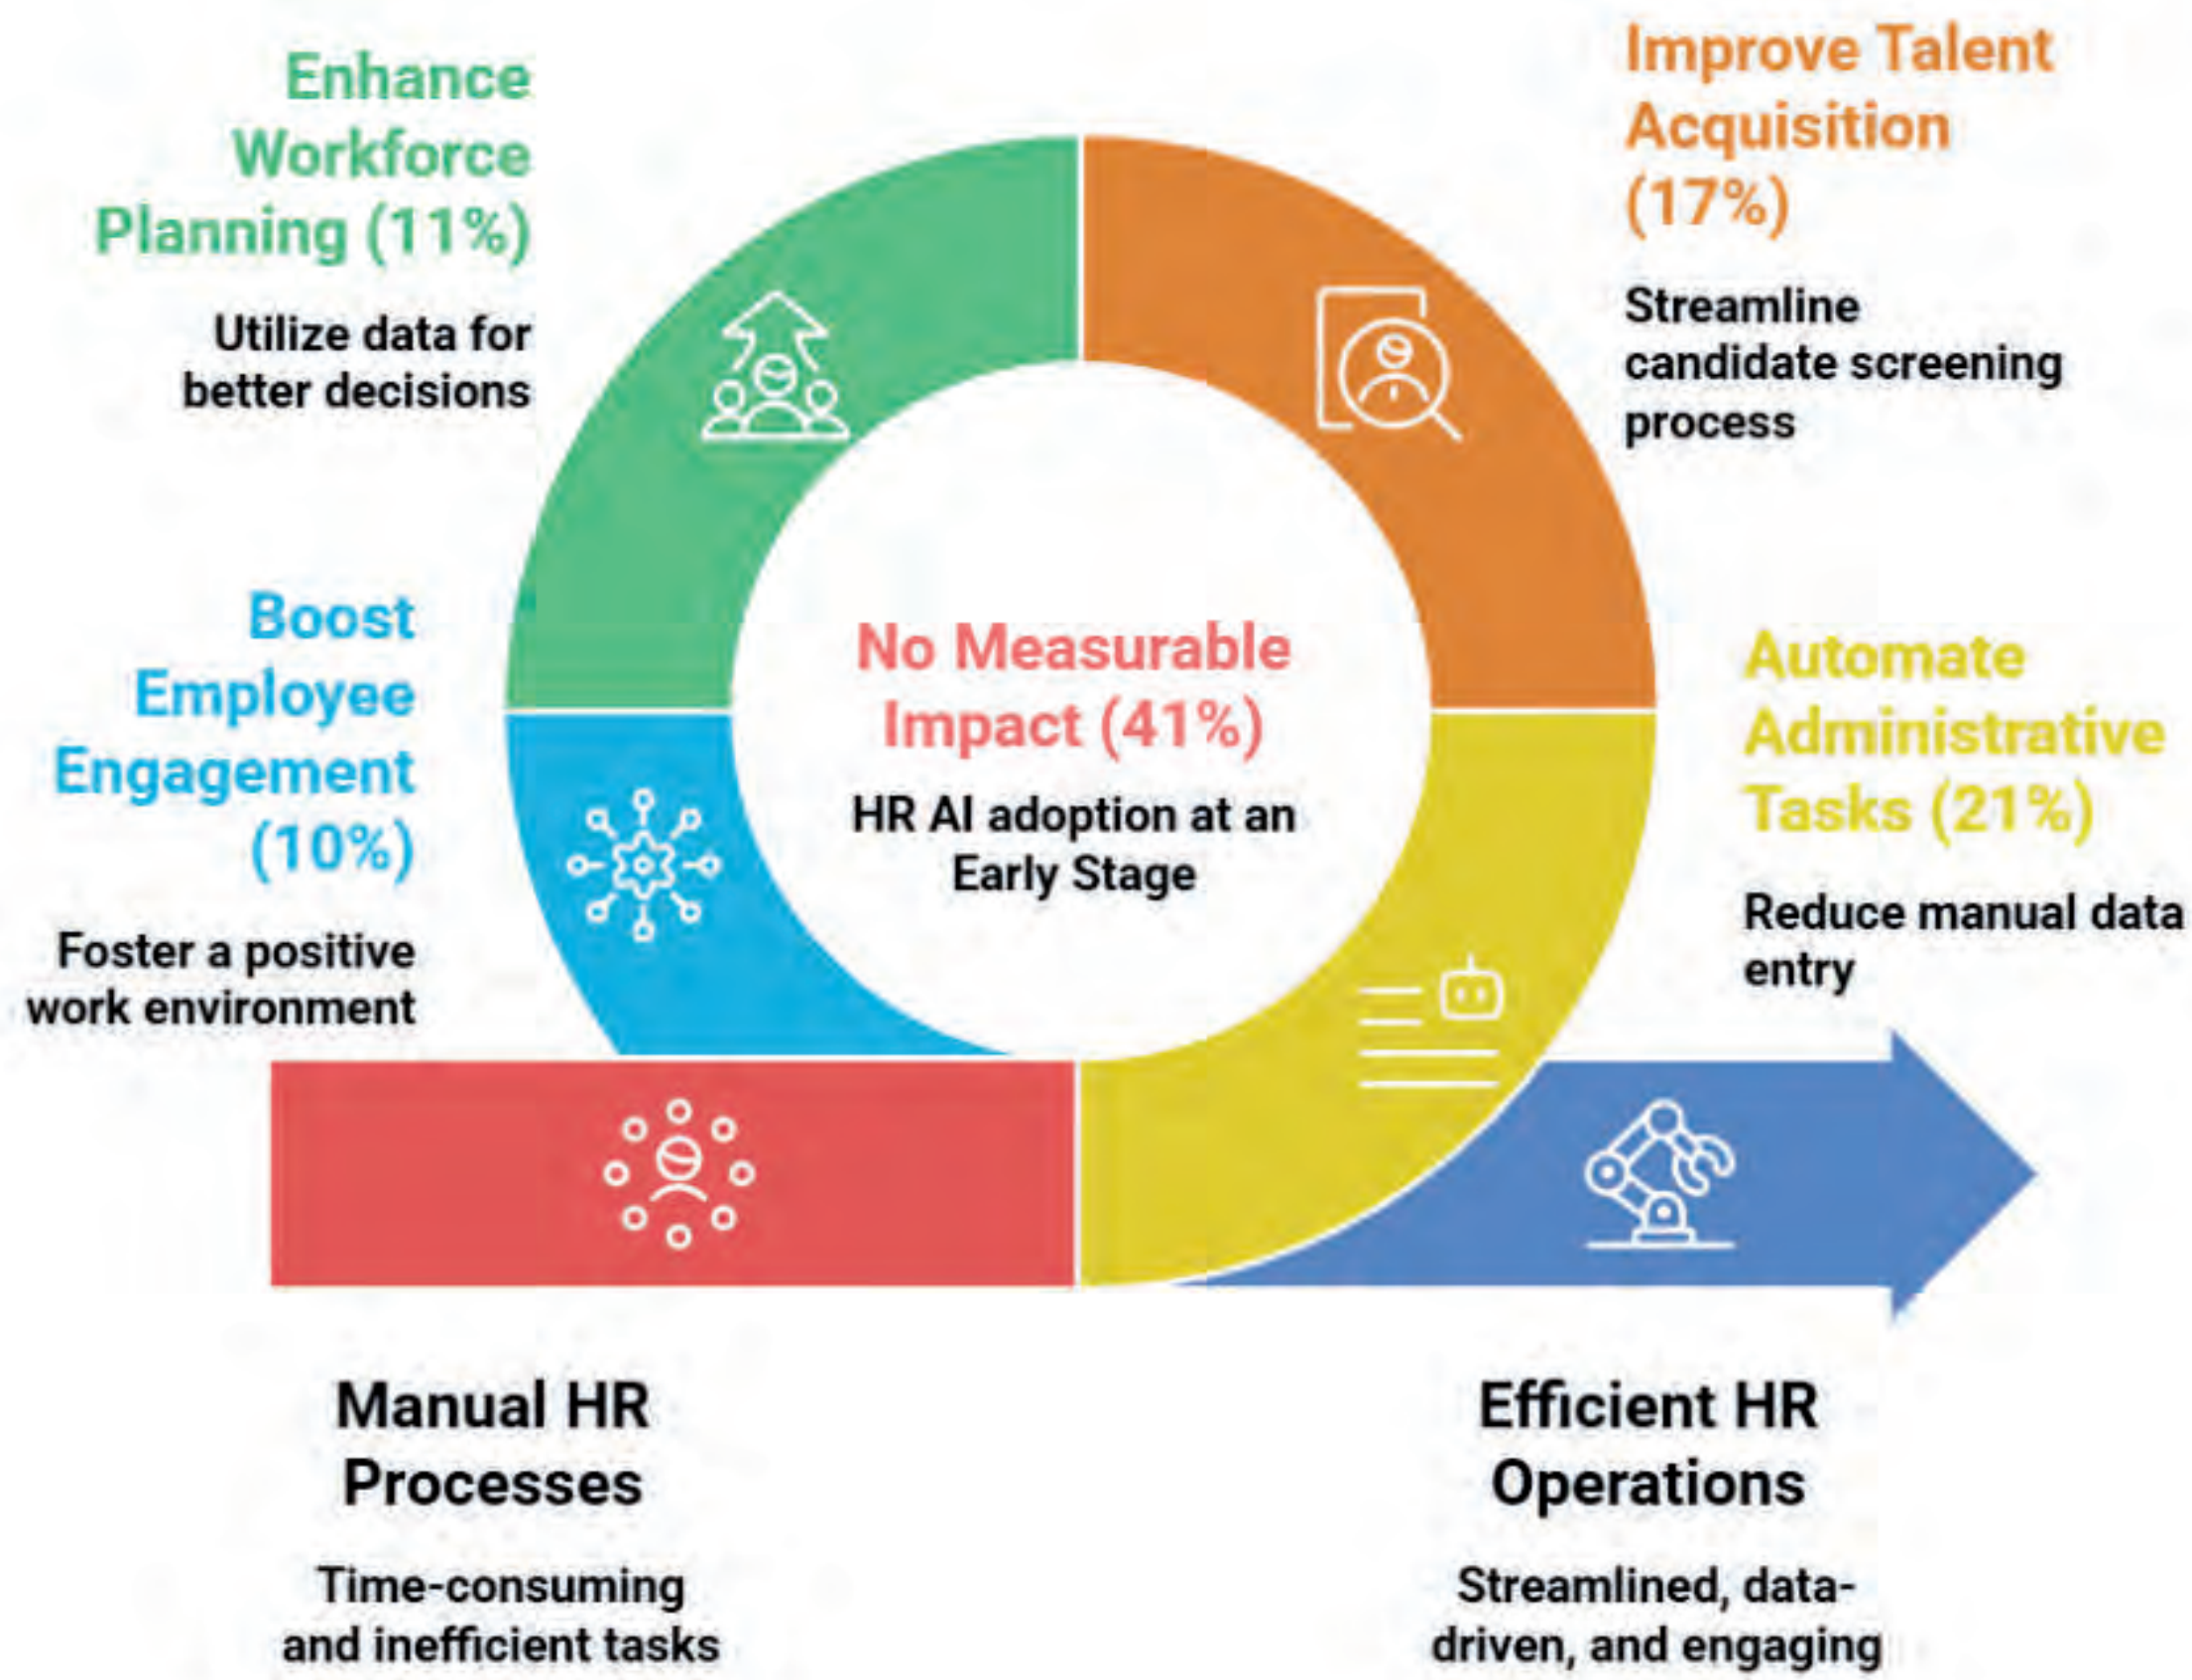 Enhance
Workforce
Planning (11%)
Utilize data for
better decisions
Improve Talent
Acquisition
(17%)
Streamline
candidate screening
process
Boost
Employee
Engagement
(10%)
Foster a positive
work environment
No Measurable
Impact (41%)
HR AI adoption at an
Early Stage
Automate
Administrative
Tasks (21%)
Reduce manual data
entry
Manual HR
Processes
Time-consuming
and inefficient tasks
Efficient HR
Operations
Streamlined, data-
driven, and engaging